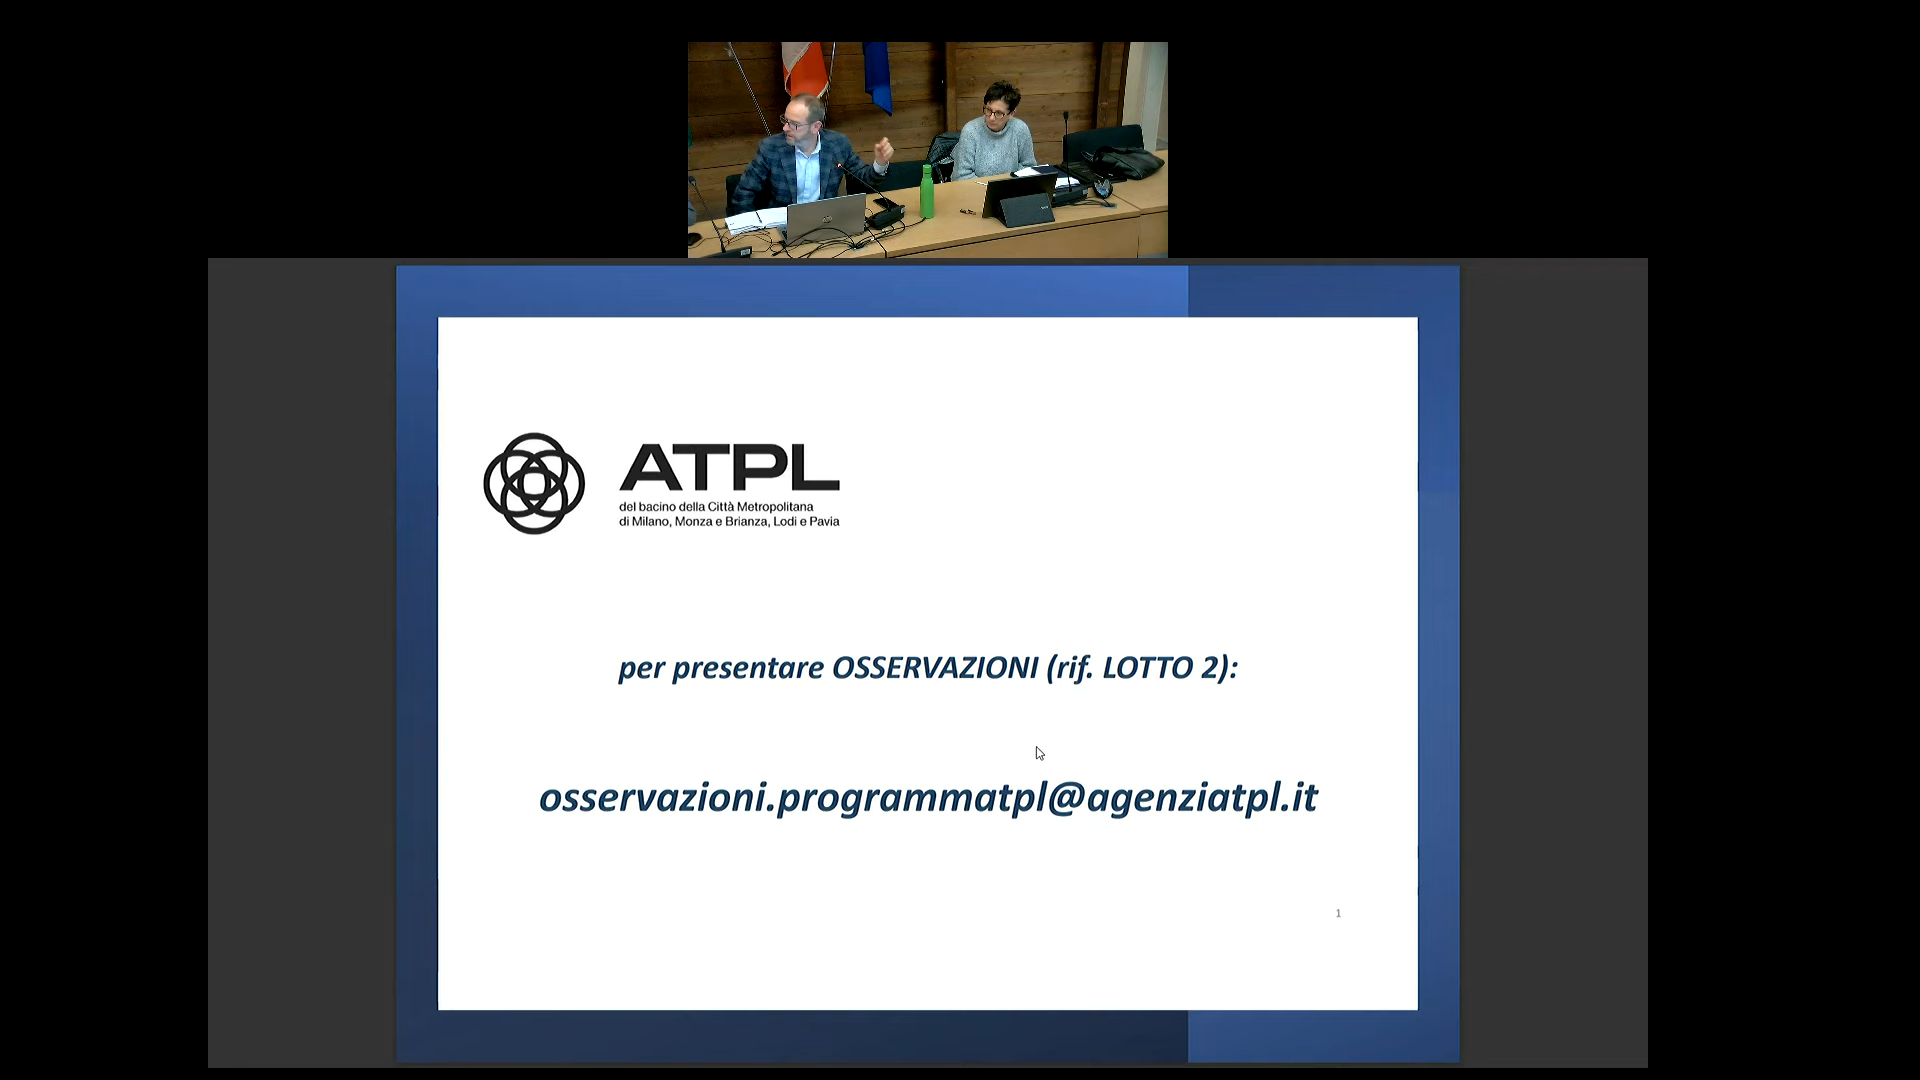 ATPL
del bacino della Città Metropolitana
di Milano, Monza e Brianza, Lodi e Pavia
per presentare OSSERVAZIONI (rif. LOTTO 2):
osservazioni.programmatpl@agenziatpl.it
1